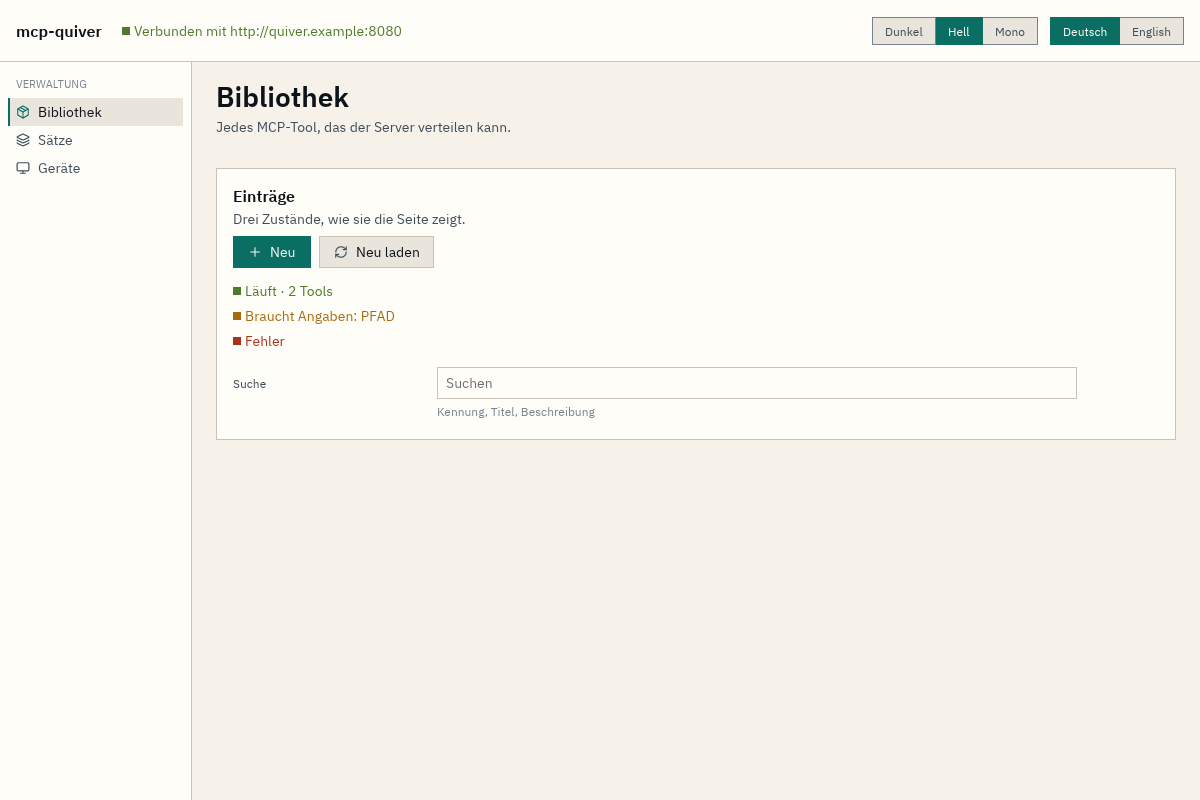 mcp-quiver
Verbunden mit http://quiver.example:8080
Dunkel Hell Mono Deutsch English
VERWALTUNG
Bibliothek
Sätze
Geräte
Bibliothek
Jedes MCP-Tool, das der Server verteilen kann.
Einträge
Drei Zustände, wie sie die Seite zeigt.
Neu Neu laden
Läuft · 2 Tools
Braucht Angaben: PFAD
Fehler
Suche Suchen
Kennung, Titel, Beschreibung